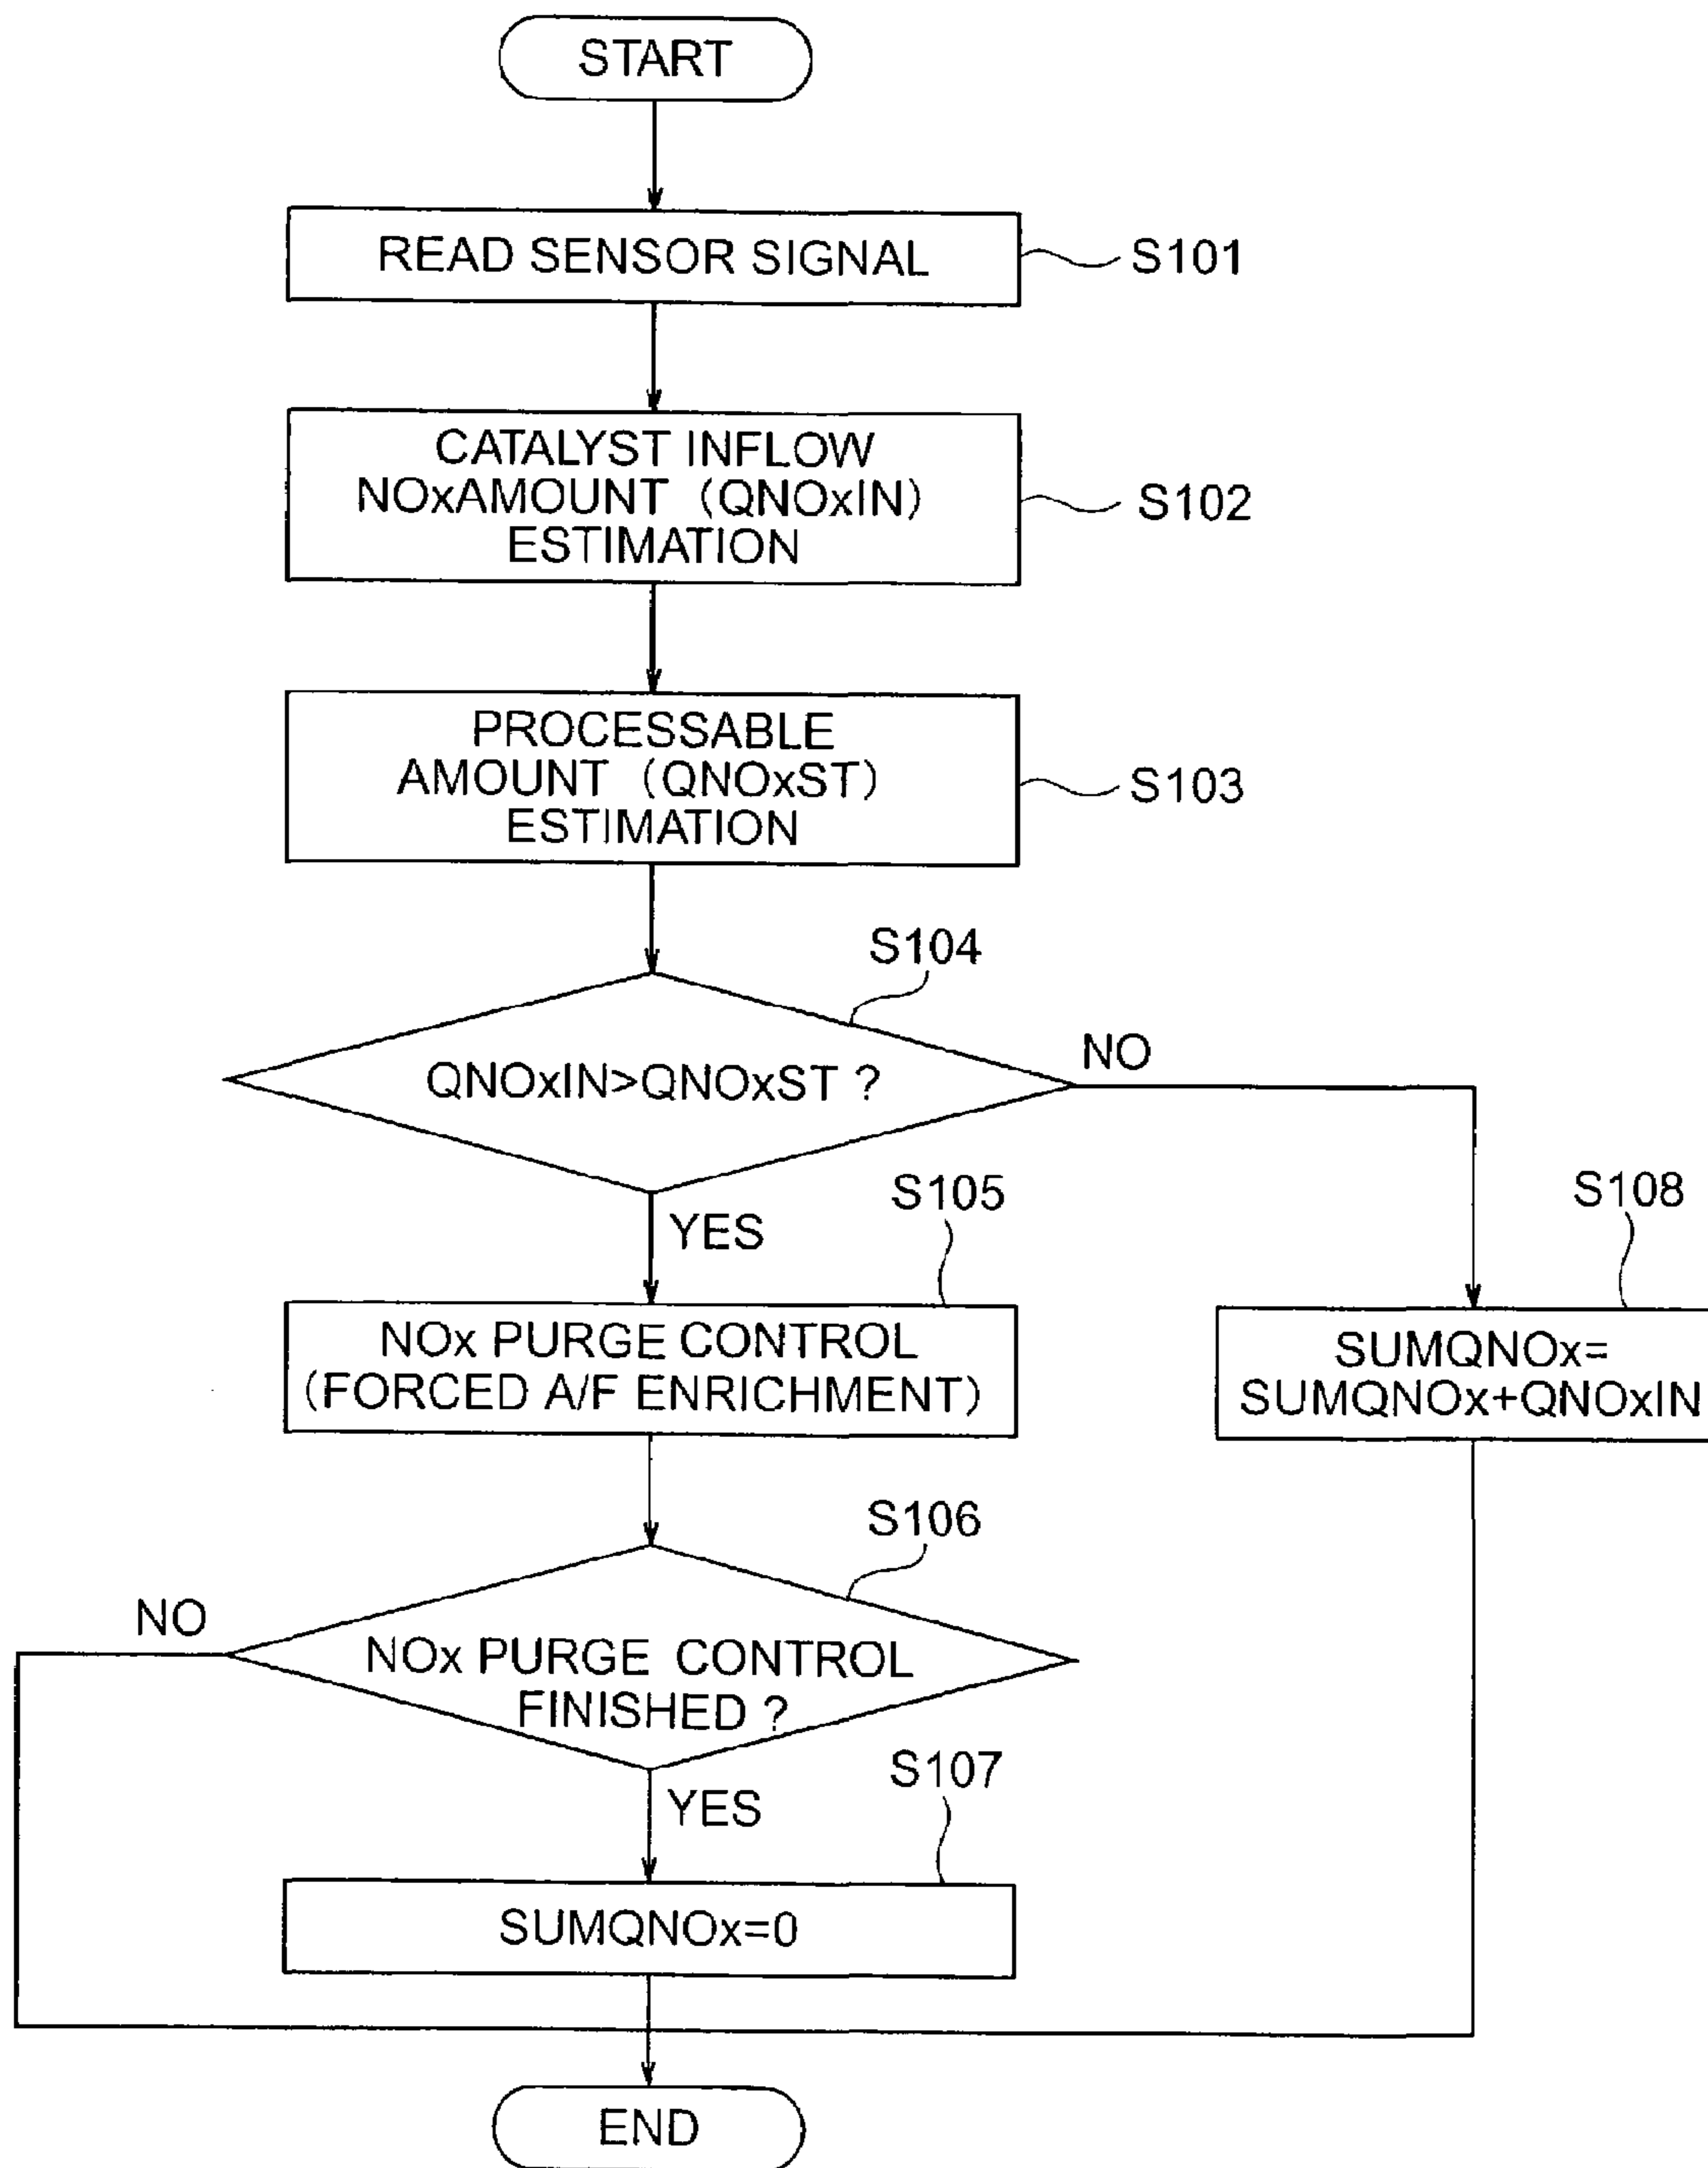 START
READ SENSOR SIGNAL
S101
CATALYST INFLOW
NOxAMOUNT (QNOxIN)
ESTIMATION
S102
PROCESSABLE
AMOUNT (QNOxST)
ESTIMATION
S103
S104
QNOxIN>QNOxST ?
NO
YES
S105
S108
NOx PURGE CONTROL
(FORCED A/F ENRICHMENT)
SUMQNOx=
SUMQNOx+QNOxIN
S106
NO
NOx PURGE CONTROL
FINISHED ?
YES
S107
SUMQNOx=0
END